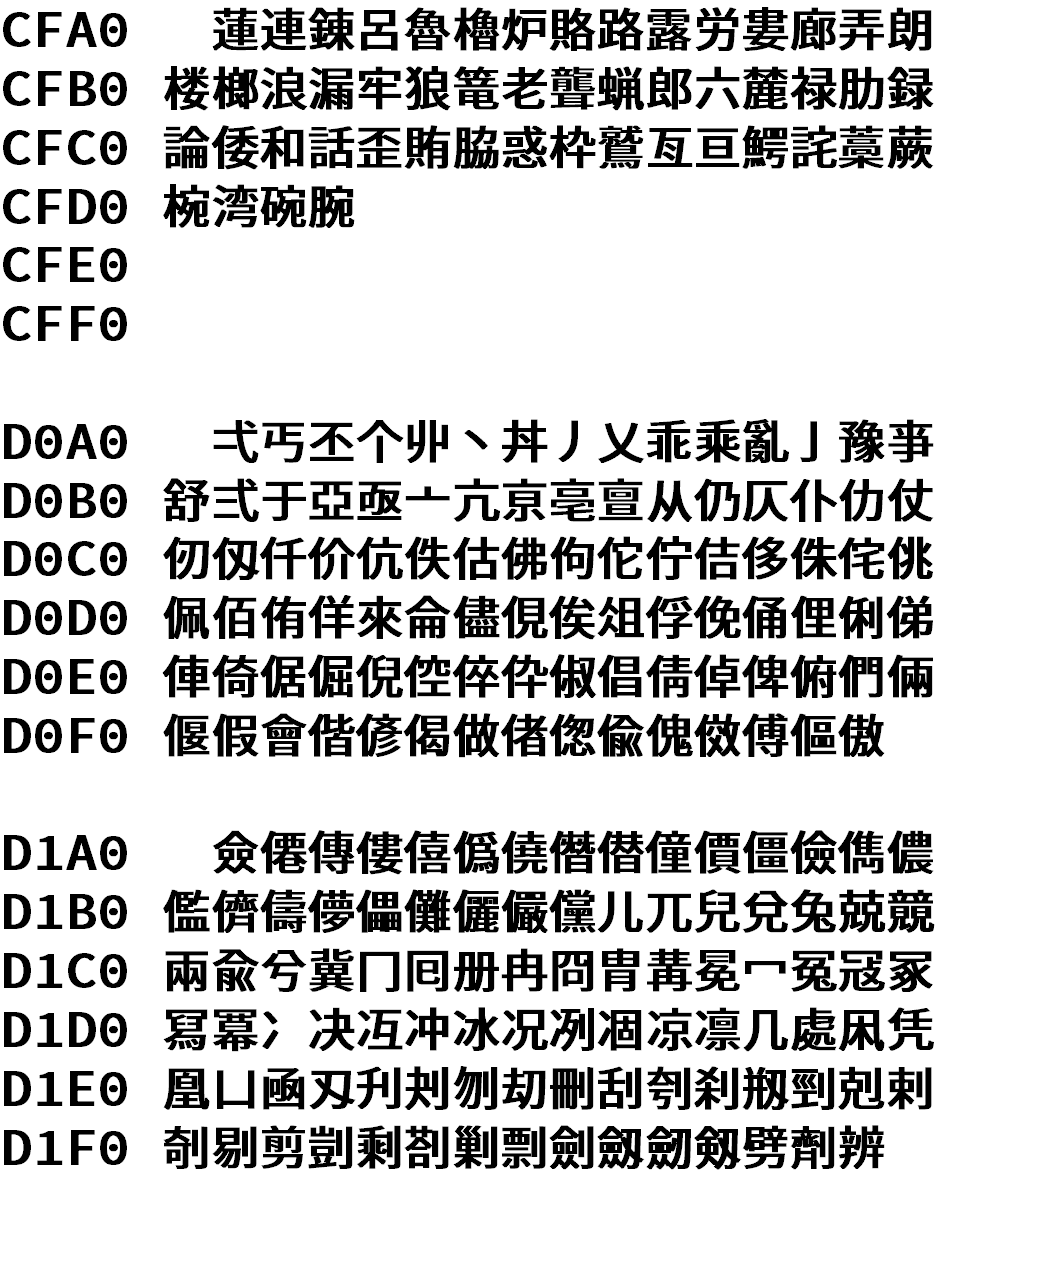 CFA0 蓮連錬呂魯櫓炉賂路露労婁廊弄朗
CFB0 楼榔浪漏牢狼篭老聾蝋郎六麓禄肋録
CFC0 論倭和話歪賄脇惑枠鷲亙亘鰐詫藁蕨
CFD0 椀湾碗腕
CFE0
CFF0
D0A0 弌丐丕个丱丶丼丿乂乖乘亂亅豫亊
D0B0 舒弍于亞亟亠亢亰亳亶从仍仄仆仂仗
D0C0 仞仭仟价伉佚估佛佝佗佇佶侈侏侘佻
D0D0 佩佰侑佯來侖儘俔俟俎俘俛俑俚俐俤
D0E0 俥倚倨倔倪倥倅伜俶倡倩倬俾俯們倆
D0F0 偃假會偕偐偈做偖偬偸傀傚傅傴傲
D1A0 僉僊傳僂僖僞僥僭僣僮價僵儉儁儂
D1B0 儖儕儔儚儡儺儷儼儻儿兀兒兌兔兢竸
D1C0 兩兪兮冀冂囘册冉冏冑冓冕冖冤冦冢
D1D0 冩冪冫决冱冲冰况冽凅凉凛几處凩凭
D1E0 凰凵凾刄刋刔刎刧刪刮刳刹剏剄剋剌
D1F0 剞剔剪剴剩剳剿剽劍劔劒剱劈劑辨